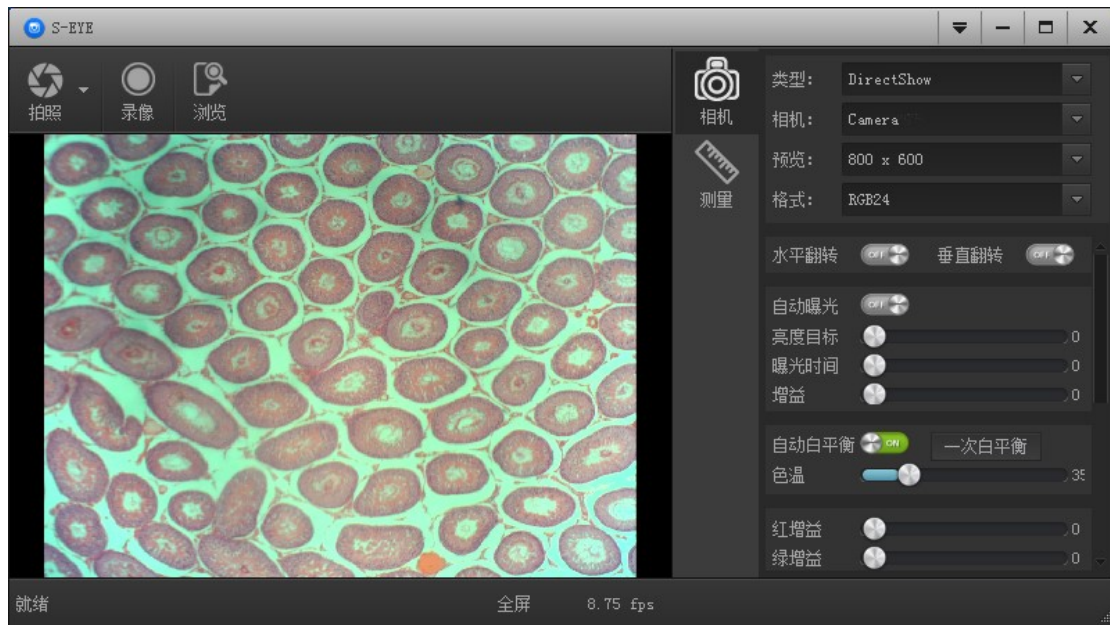 S-EYE
拍照
录像
浏览
相机
测量
类型: DirectShow
相机: Camera
预览: 800 x 600
格式: RGB24
水平翻转 OFF 垂直翻转 OFF
自动曝光 OFF
亮度目标 0
曝光时间 0
增益 0
自动白平衡 ON 一次白平衡
色温 35
红增益 0
绿增益 0
就绪 全屏 8.75 fps